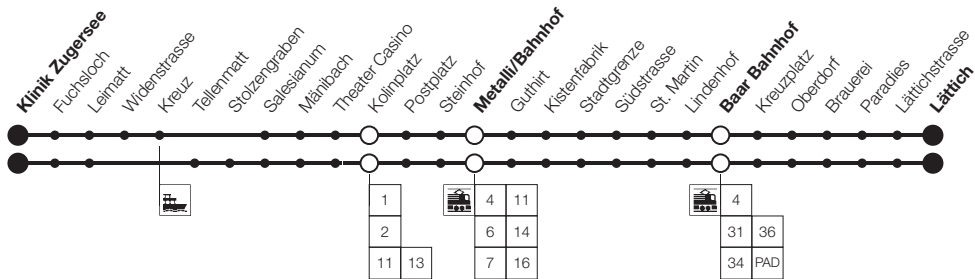 Klinik Zugersee
Fuchsloch
Leimatt
Widenstrasse
Kreuz
Tellenmatt
Stolzengraben
Salesianum
Mänibach
Theater Casino
Kolinplatz
Postplatz
Steinhof
Metalli/Bahnhof
Guthirt
Kistenfabrik
Stadtgrenze
Südstrasse
St. Martin
Lindenhof
Baar Bahnhof
Kreuzplatz
Oberdorf
Brauerei
Paradies
Lättichstrasse
Lättich
1 4 11 4
2 6 14 31 36
11 13 7 16 34 PAD